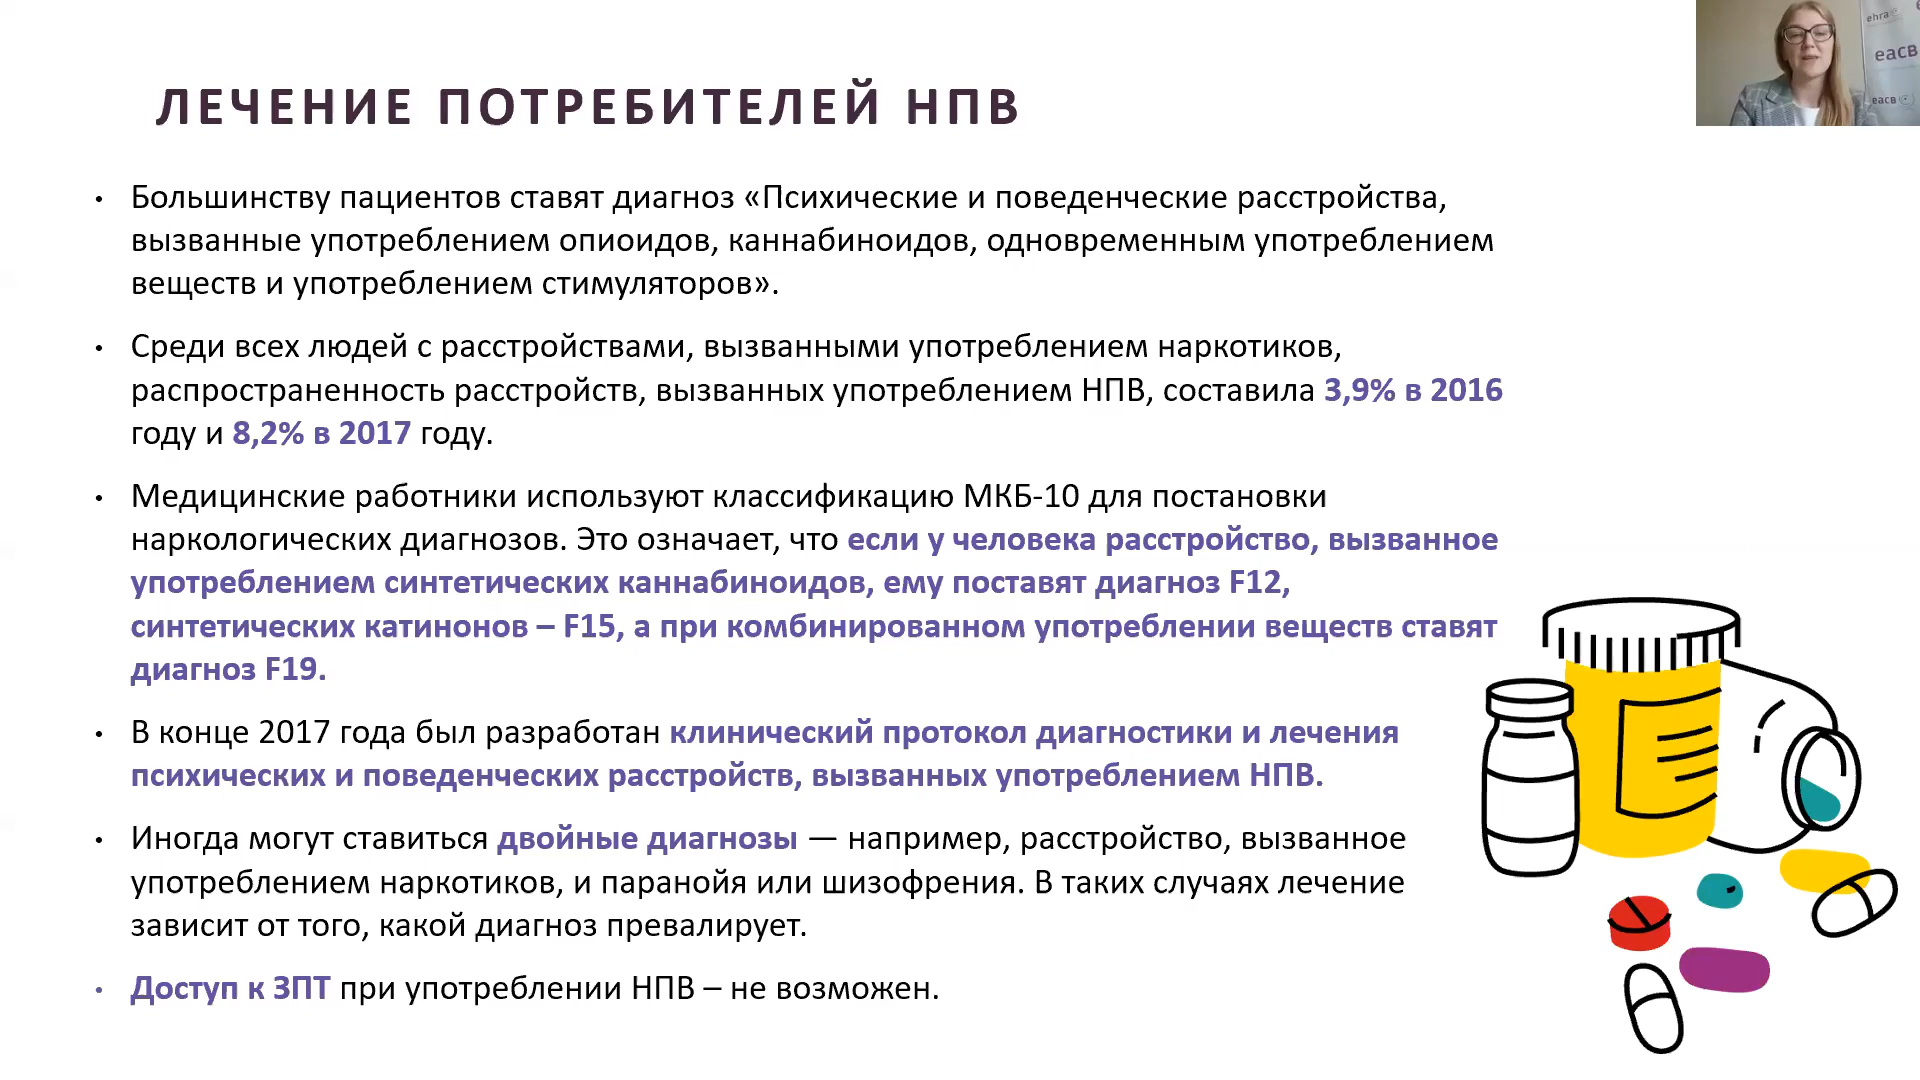 ЛЕЧЕНИЕ ПОТРЕБИТЕЛЕЙ НПВ
ehra
еасв
еасв
• Большинству пациентов ставят диагноз «Психические и поведенческие расстройства,
вызванные употреблением опиоидов, каннабиноидов, одновременным употреблением
веществ и употреблением стимуляторов».
• Среди всех людей с расстройствами, вызванными употреблением наркотиков,
распространенность расстройств, вызванных употреблением НПВ, составила 3,9% в 2016
году и 8,2% в 2017 году.
• Медицинские работники используют классификацию МКБ-10 для постановки
наркологических диагнозов. Это означает, что если у человека расстройство, вызванное
употреблением синтетических каннабиноидов, ему поставят диагноз F12,
синтетических катинонов – F15, а при комбинированном употреблении веществ ставят
диагноз F19.
• В конце 2017 года был разработан клинический протокол диагностики и лечения
психических и поведенческих расстройств, вызванных употреблением НПВ.
• Иногда могут ставиться двойные диагнозы — например, расстройство, вызванное
употреблением наркотиков, и паранойя или шизофрения. В таких случаях лечение
зависит от того, какой диагноз превалирует.
• Доступ к ЗПТ при употреблении НПВ – не возможен.